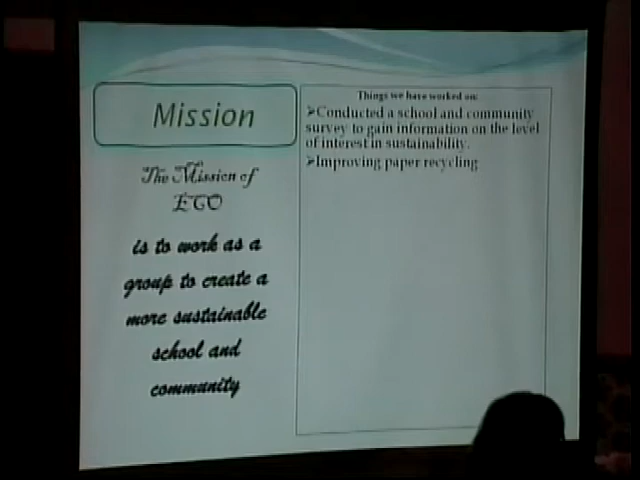 Mission
The Mission of
ECO
is to work as a
group to create a
more sustainable
school and
community
Things we have worked on:
➢Conducted a school and community
survey to gain information on the level
of interest in sustainability.
➢Improving paper recycling